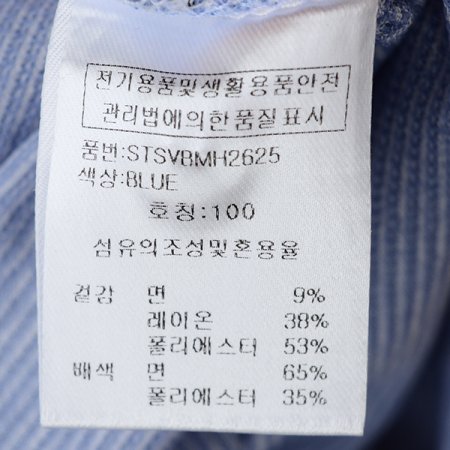 전기용품및생활용품안전
관리법에의한품질표시
품번:STSVBMH2625
색상:BLUE
호칭:100
섬유의조성및혼용율
겉감 면 9%
레이온 38%
폴리에스터 53%
배색 면 65%
폴리에스터 35%